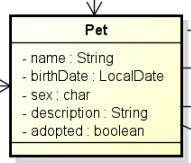 Pet
- name : String
- birthDate : LocalDate
- sex : char
- description : String
- adopted : boolean